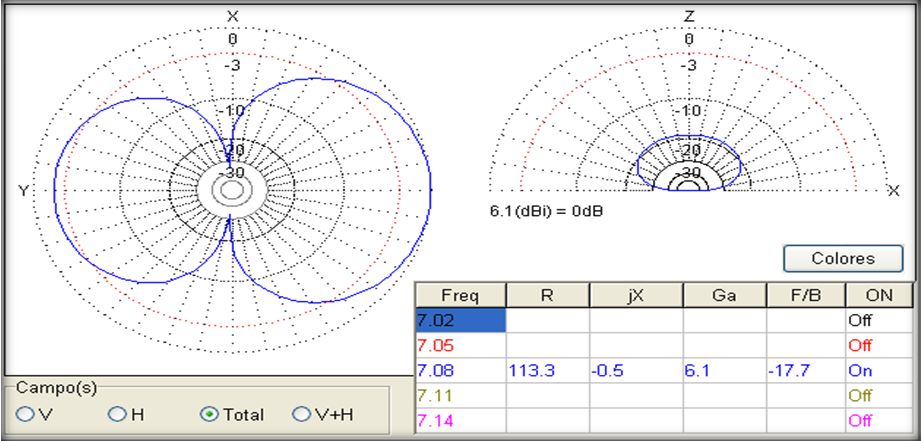 X
0
-3
-10
-20
-30
Y
Z
0
-3
-10
-20
-30
X
6.1(dBi) = 0dB
Colores
Freq R jX Ga F/B ON
7.02 Off
7.05 Off
7.08 113.3 -0.5 6.1 -17.7 On
7.11 Off
7.14 Off
Campo(s)
V H Total V+H